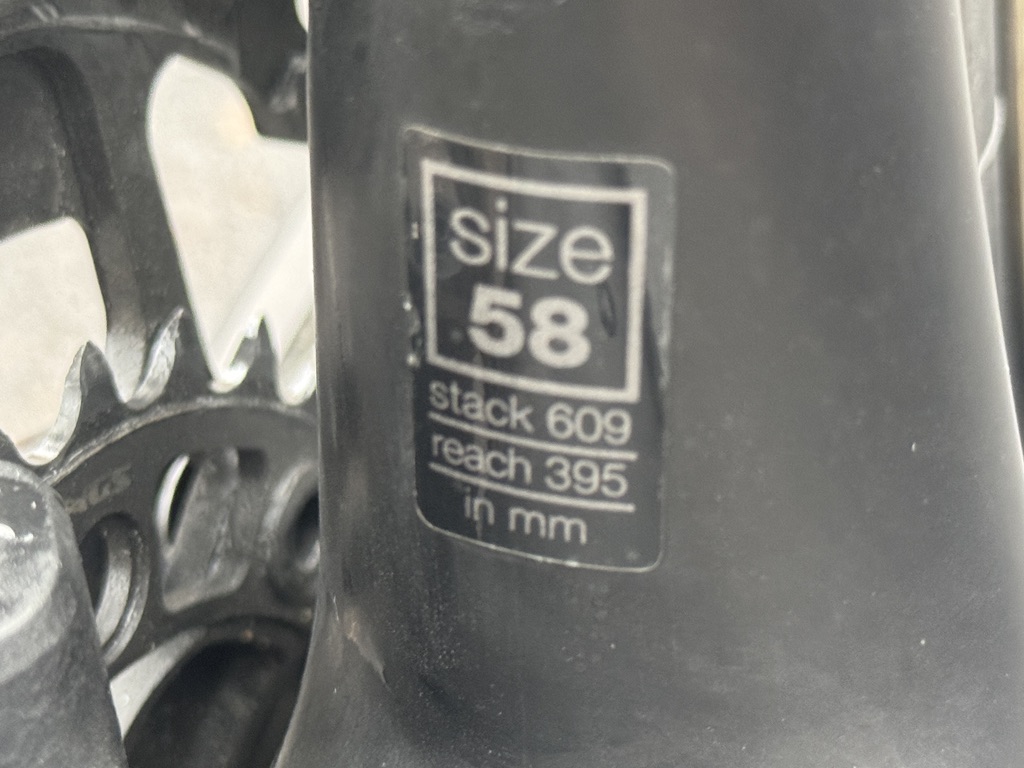 size
58
stack 609
reach 395
in mm